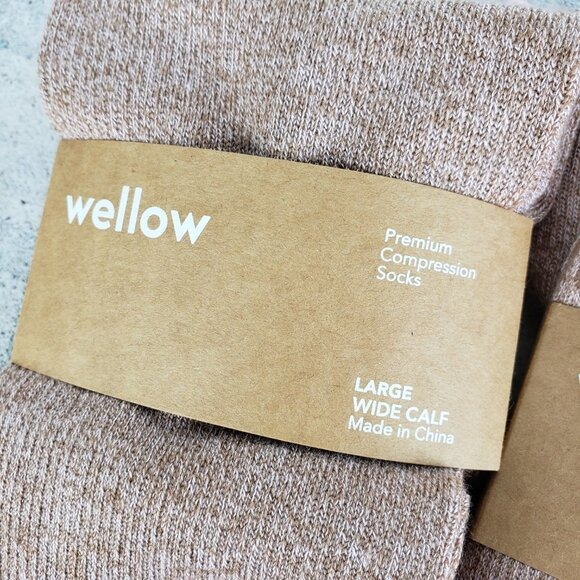 wellow
Premium
Compression
Socks
LARGE
WIDE CALF
Made in China